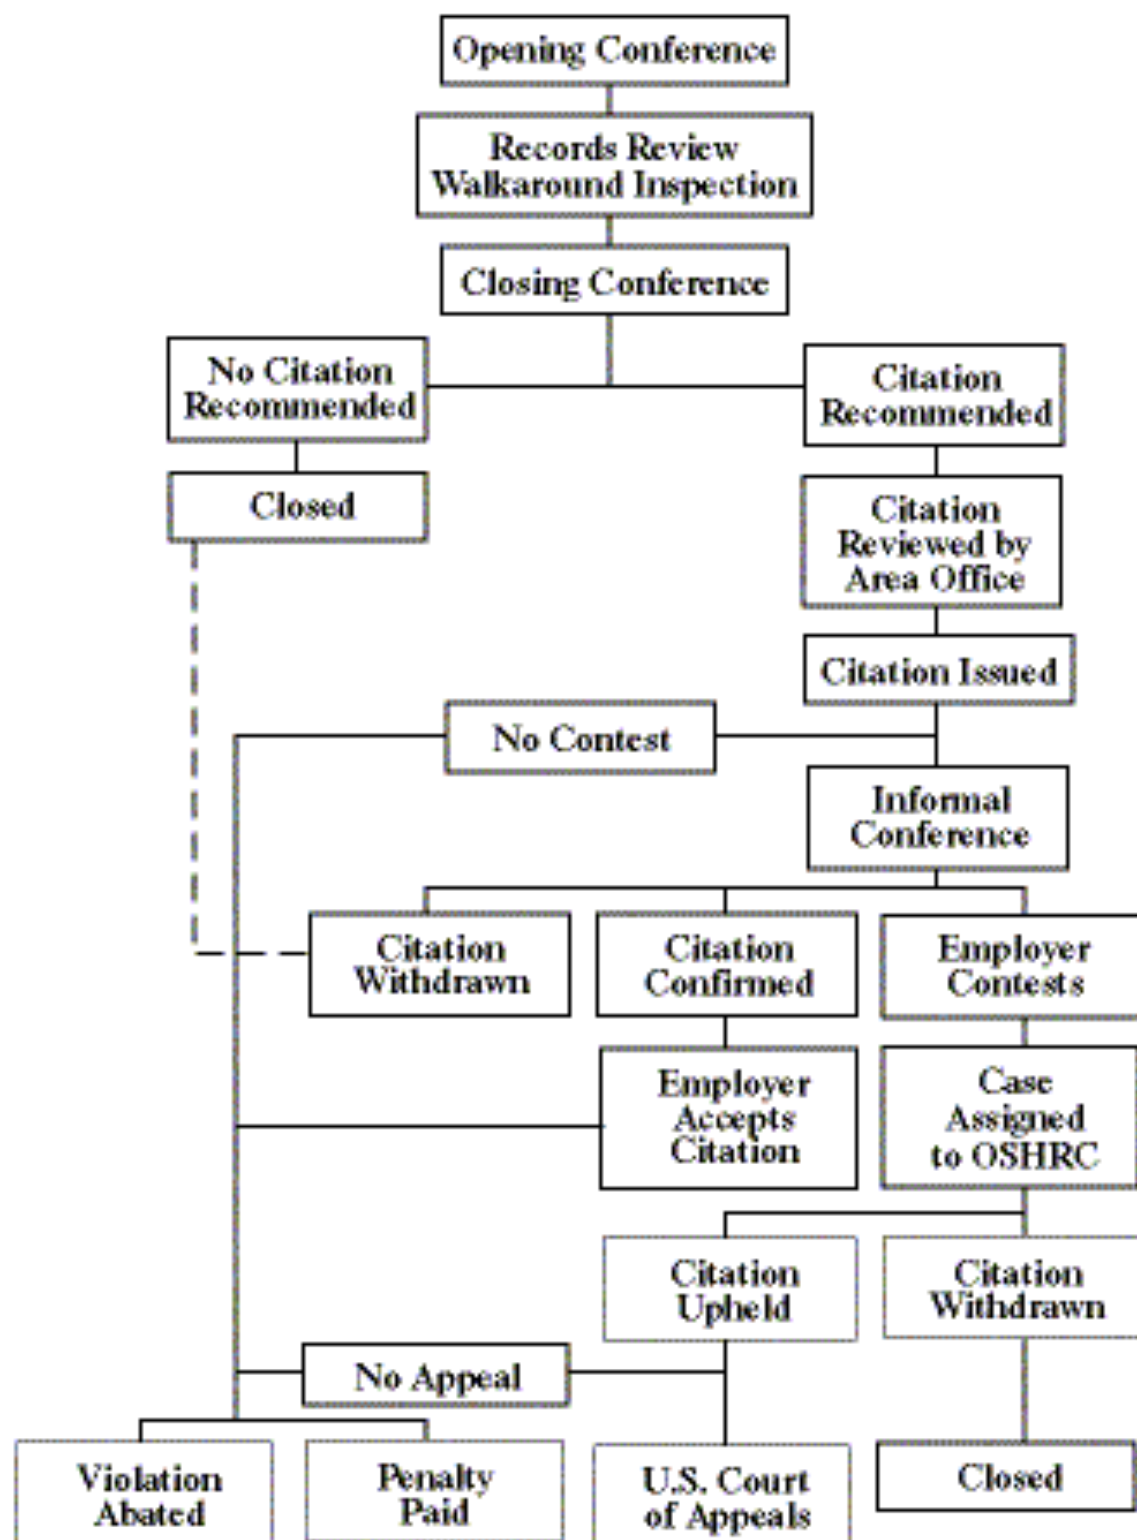 Opening Conference
Records Review
Walkaround Inspection
Closing Conference
No Citation
Recommended
Citation
Recommended
Closed
Citation
Reviewed by
Area Office
Citation Issued
No Contest
Informal
Conference
Citation
Withdrawn
Citation
Confirmed
Employer
Contests
Employer
Accepts
Citation
Case
Assigned
to OSHRC
Citation
Upheld
Citation
Withdrawn
No Appeal
Violation
Abated
Penalty
Paid
U.S. Court
of Appeals
Closed